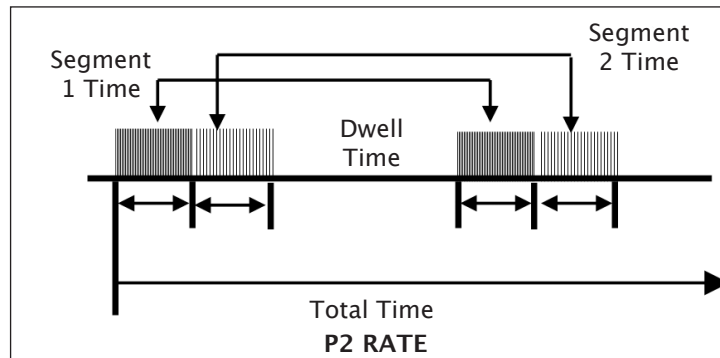 Segment
1 Time
Segment
2 Time
Dwell
Time
Total Time
P2 RATE